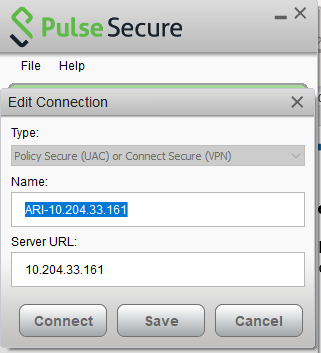 Pulse Secure
File Help
Edit Connection
Type:
Policy Secure (UAC) or Connect Secure (VPN)
Name:
ARI-10.204.33.161
Server URL:
10.204.33.161
Connect Save Cancel